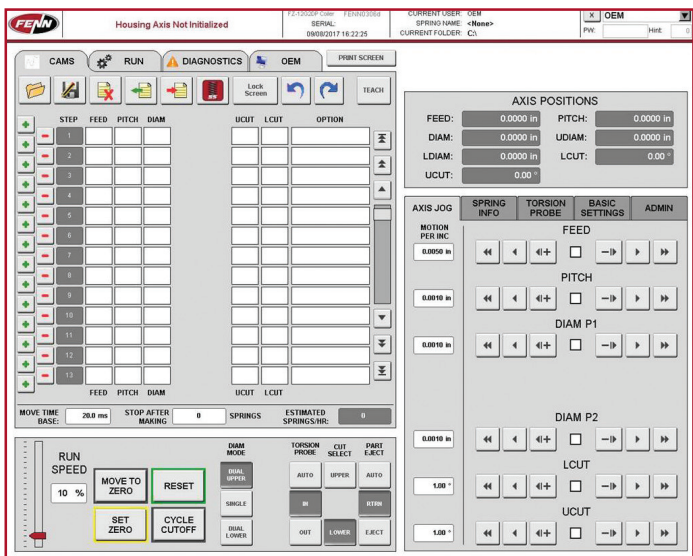 FENN
Housing Axis Not Initialized
FZ-1202DP Coiler FENN03068
SERIAL:
09/08/2017 16:22:25
CURRENT USER: OEM
SPRING NAME: <None>
CURRENT FOLDER: C:\
X OEM
PW: Hint: 0
CAMS RUN DIAGNOSTICS OEM PRINT SCREEN
Lock Screen TEACH
STEP FEED PITCH DIAM UCUT LCUT OPTION
1
2
3
4
5
6
7
8
9
10
11
12
13
FEED PITCH DIAM UCUT LCUT
MOVE TIME BASE: 20.0 ms STOP AFTER MAKING 0 SPRINGS ESTIMATED SPRINGS/HR: 0
RUN SPEED
10 %
MOVE TO ZERO RESET
SET ZERO CYCLE CUTOFF
DIAM MODE
DUAL UPPER
SINGLE
DUAL LOWER
TORSION PROBE
AUTO
IN
OUT
CUT SELECT
UPPER
LOWER
PART EJECT
AUTO
RTRN
EJECT
AXIS POSITIONS
FEED: 0.0000 in PITCH: 0.0000 in
DIAM: 0.0000 in UDIAM: 0.0000 in
LDIAM: 0.0000 in LCUT: 0.00 °
UCUT: 0.00 °
AXIS JOG SPRING INFO TORSION PROBE BASIC SETTINGS ADMIN
MOTION PER INC
FEED
0.0050 in
PITCH
0.0010 in
DIAM P1
0.0010 in
DIAM P2
0.0010 in
LCUT
1.00 °
UCUT
1.00 °